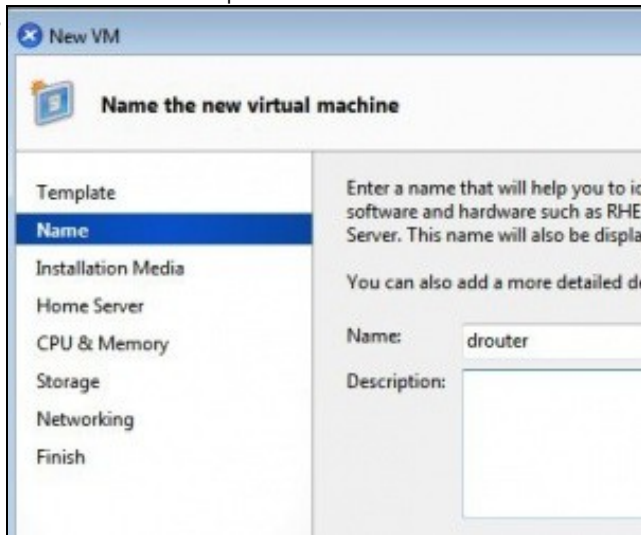 New VM
Name the new virtual machine
Template
Name
Installation Media
Home Server
CPU & Memory
Storage
Networking
Finish
Enter a name that will help you to
software and hardware such as RHE
Server. This name will also be displa
You can also add a more detailed
Name: drouter
Description: